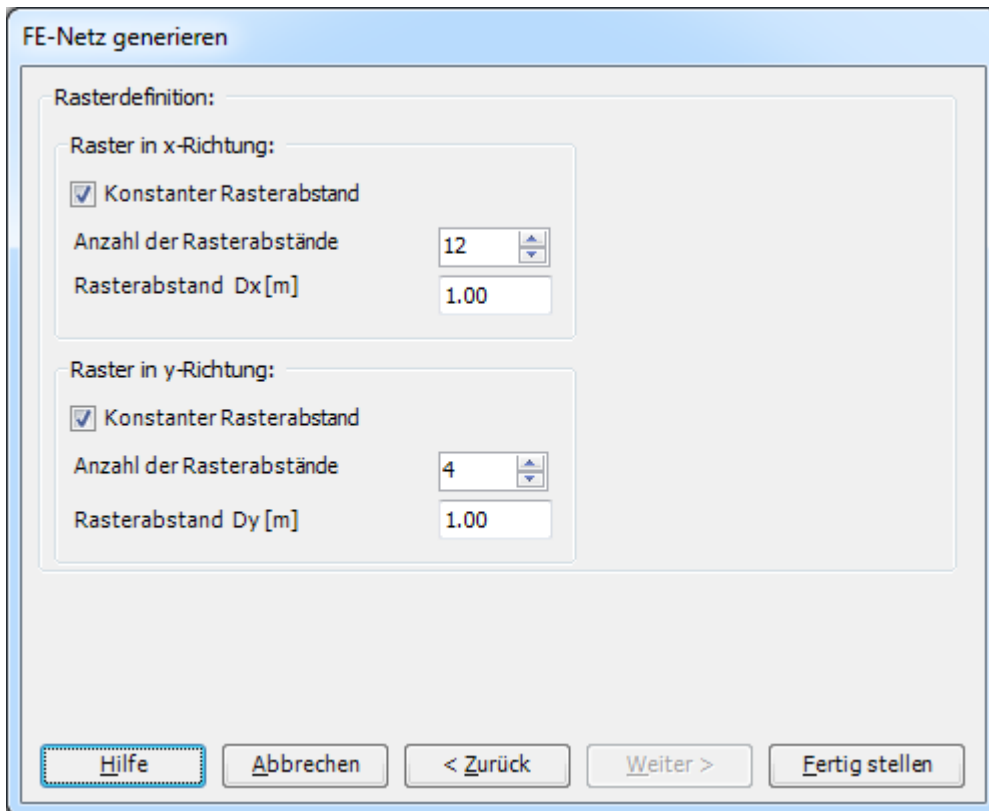 FE-Netz generieren
Rasterdefinition:
Raster in x-Richtung:
Konstanter Rasterabstand
Anzahl der Rasterabstände 12
Rasterabstand Dx [m] 1.00
Raster in y-Richtung:
Konstanter Rasterabstand
Anzahl der Rasterabstände 4
Rasterabstand Dy [m] 1.00
Hilfe Abbrechen < Zurück Weiter > Fertig stellen